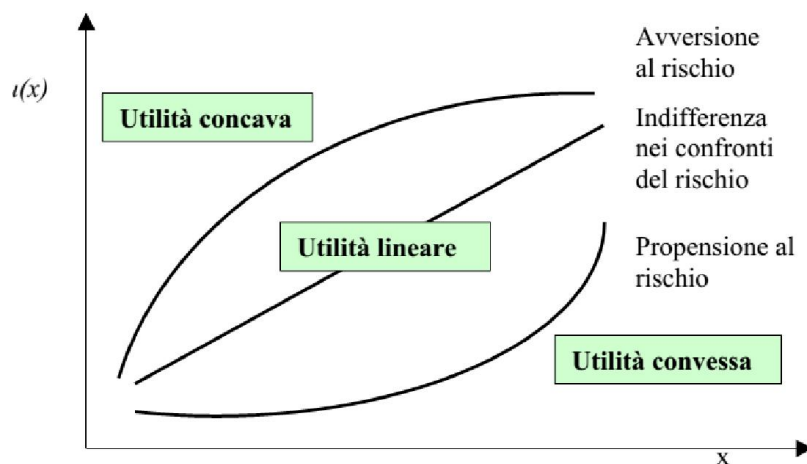 Avversione
al rischio
ι(x)
Utilità concava
Indifferenza
nei confronti
del rischio
Utilità lineare
Propensione al
rischio
Utilità convessa
x